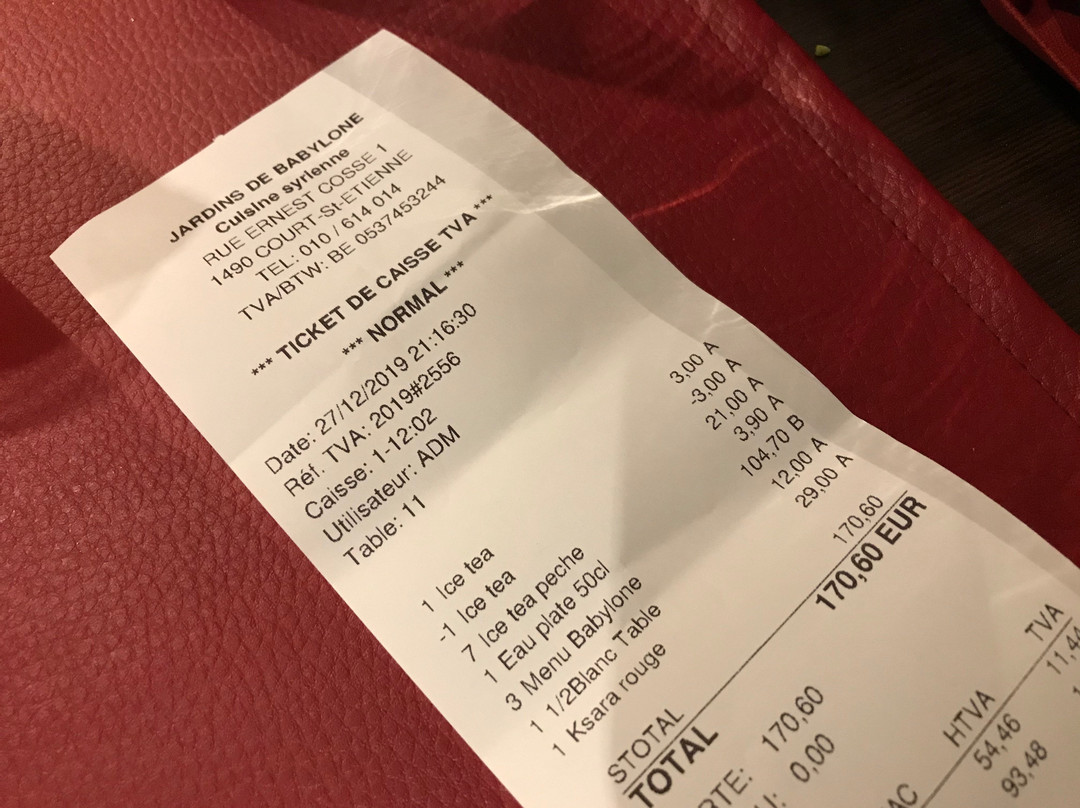 JARDINS DE BABYLONE
Cuisine syrienne
RUE ERNEST COSSE 1
1490 COURT-St-ETIENNE
TEL: 010 / 614 014
TVA/BTW: BE 0537453244
*** TICKET DE CAISSE TVA ***
*** NORMAL ***
Date: 27/12/2019 21:16:30
Réf. TVA: 2019#2556
Caisse: 1-12:02
Utilisateur: ADM
Table: 11
1 Ice tea 3,00 A
-1 Ice tea -3,00 A
7 Ice tea peche 21,00 A
1 Eau plate 50cl 3,90 A
3 Menu Babylone 104,70 B
1 1/2Blanc Table 12,00 A
1 Ksara rouge 29,00 A
STOTAL 170,60
TOTAL 170,60 EUR
170,60
0,00
HTVA TVA
54,46
93,48